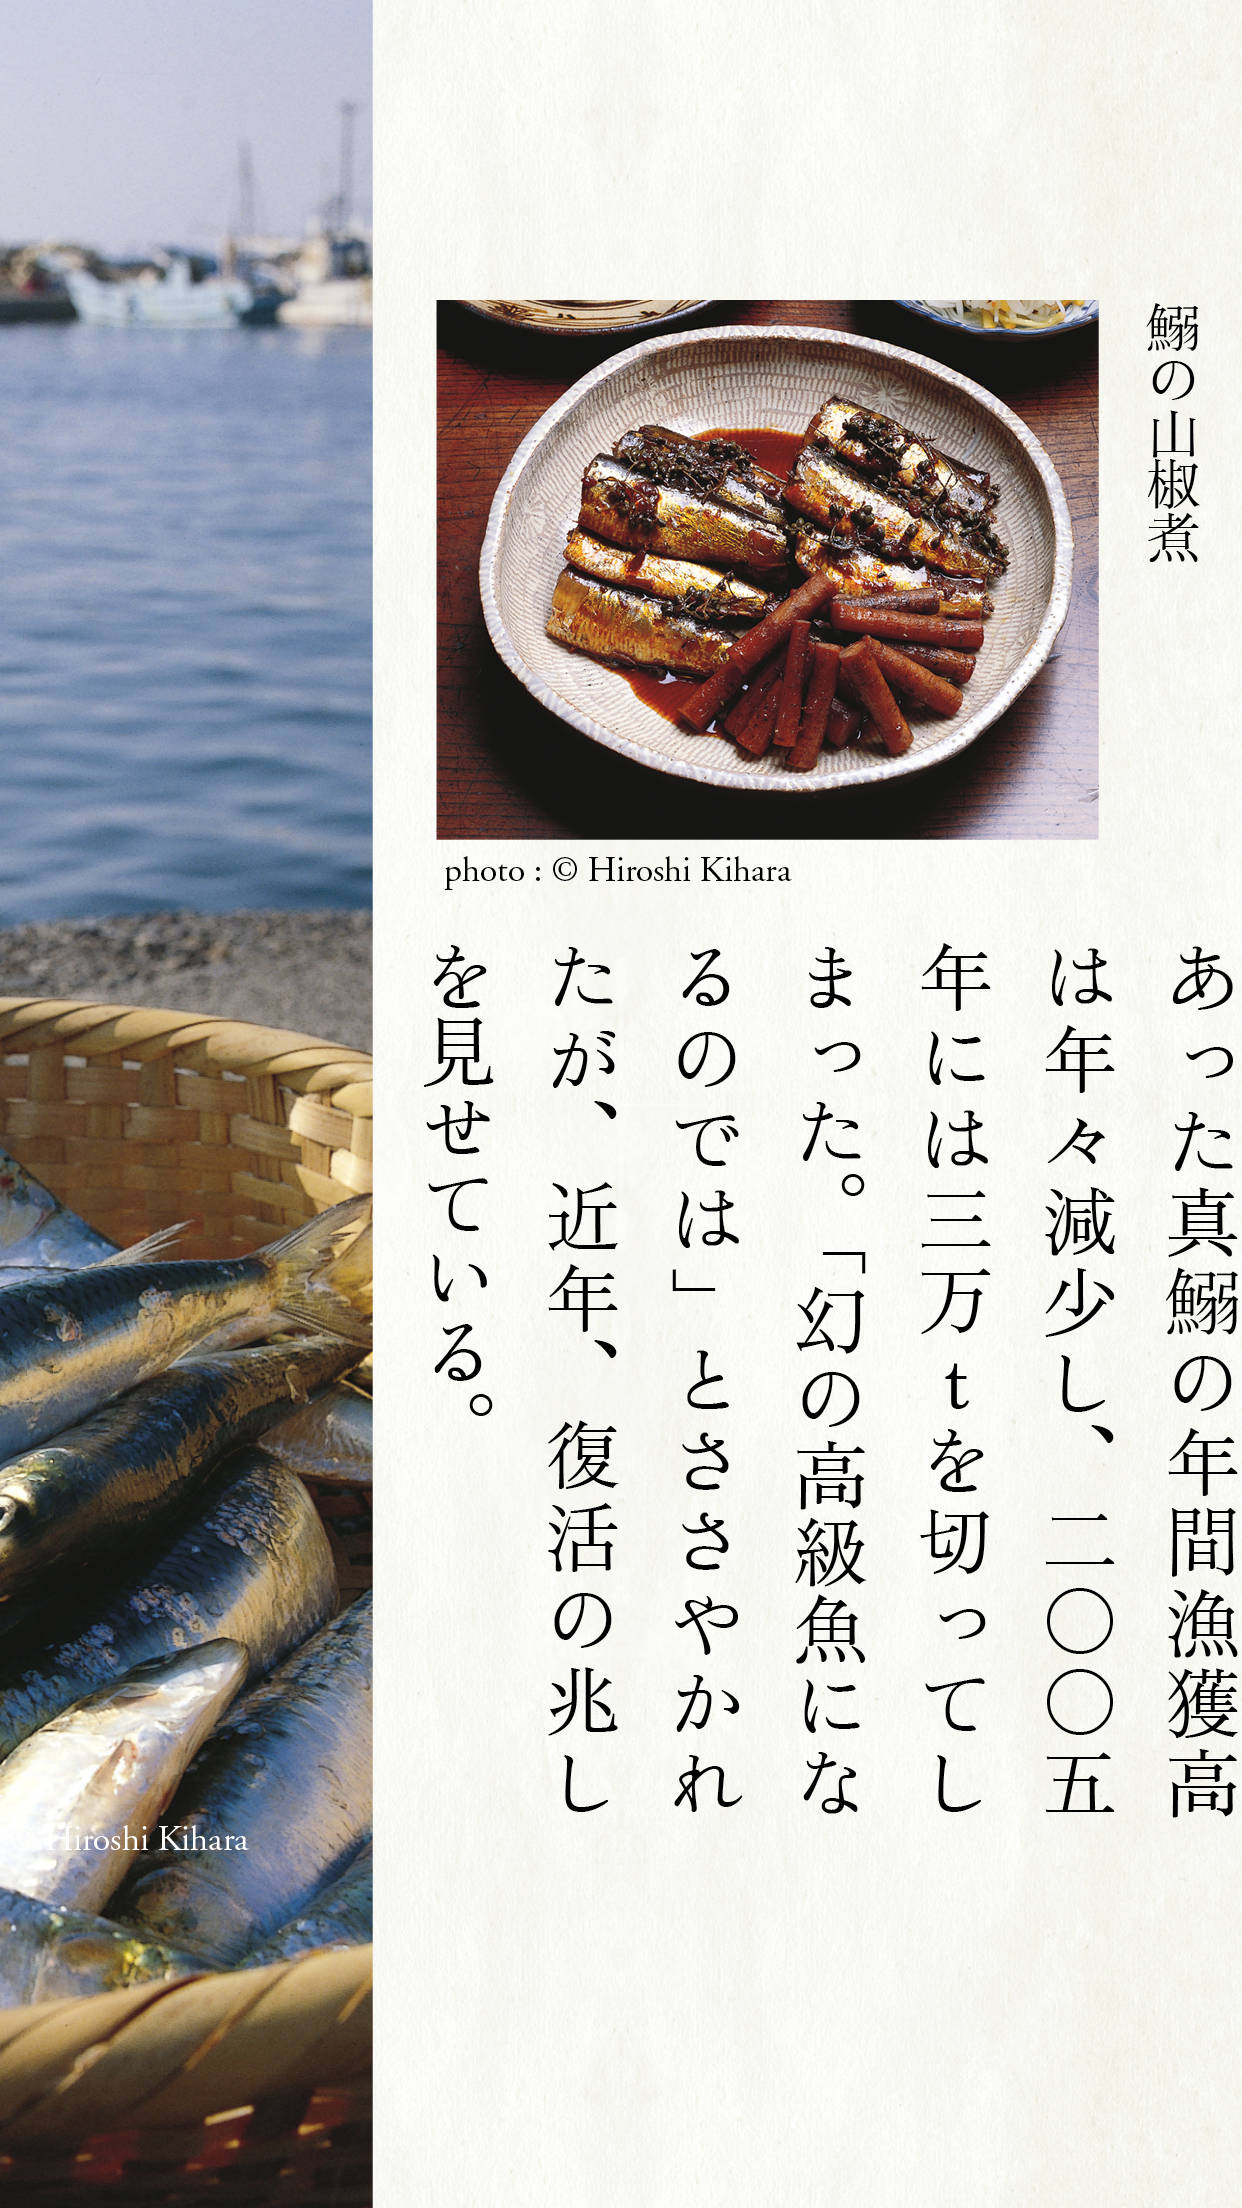 鰯の山椒煮
photo : © Hiroshi Kihara
あった真鰯の年間漁獲高
は年々減少し、二〇〇五
年には三万tを切ってし
まった。「幻の高級魚にな
るのでは」とささやかれ
たが、近年、復活の兆し
を見せている。
Hiroshi Kihara